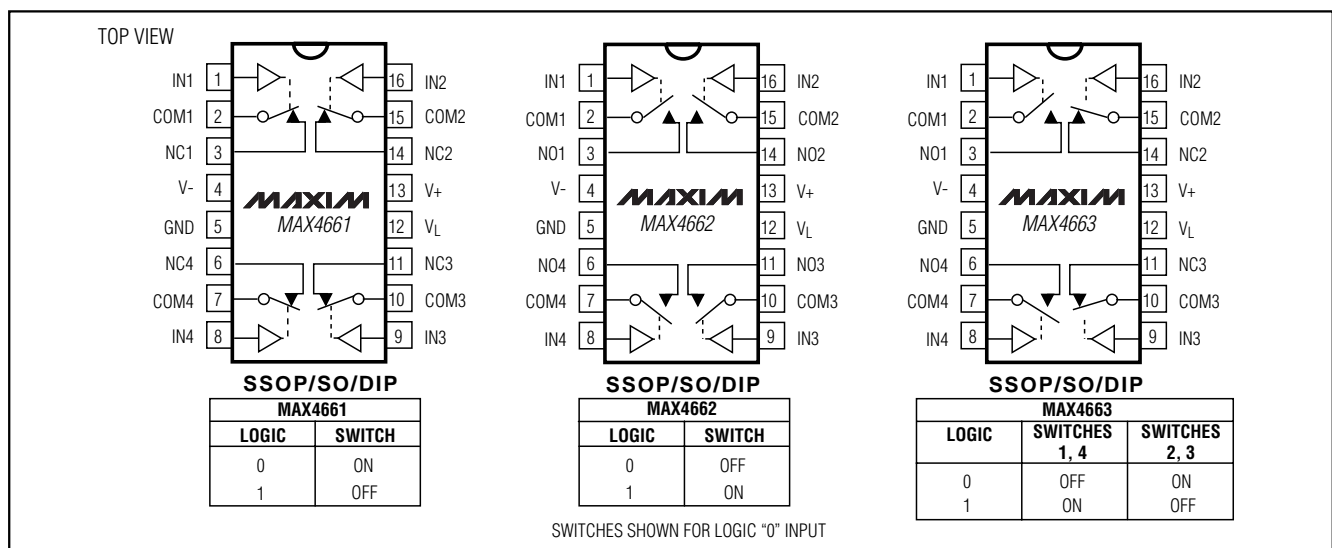 TOP VIEW
IN1 1 16 IN2
COM1 2 15 COM2
NC1 3 14 NC2
V- 4 13 V+
MAXIM
GND 5 MAX4661 12 VL
NC4 6 11 NC3
COM4 7 10 COM3
IN4 8 9 IN3
SSOP/SO/DIP
MAX4661
LOGIC SWITCH
0 ON
1 OFF
IN1 1 16 IN2
COM1 2 15 COM2
NO1 3 14 NO2
V- 4 13 V+
MAXIM
GND 5 MAX4662 12 VL
NO4 6 11 NO3
COM4 7 10 COM3
IN4 8 9 IN3
SSOP/SO/DIP
MAX4662
LOGIC SWITCH
0 OFF
1 ON
IN1 1 16 IN2
COM1 2 15 COM2
NO1 3 14 NC2
V- 4 13 V+
MAXIM
GND 5 MAX4663 12 VL
NO4 6 11 NC3
COM4 7 10 COM3
IN4 8 9 IN3
SSOP/SO/DIP
MAX4663
LOGIC SWITCHES 1, 4 SWITCHES 2, 3
0 OFF ON
1 ON OFF
SWITCHES SHOWN FOR LOGIC “0” INPUT